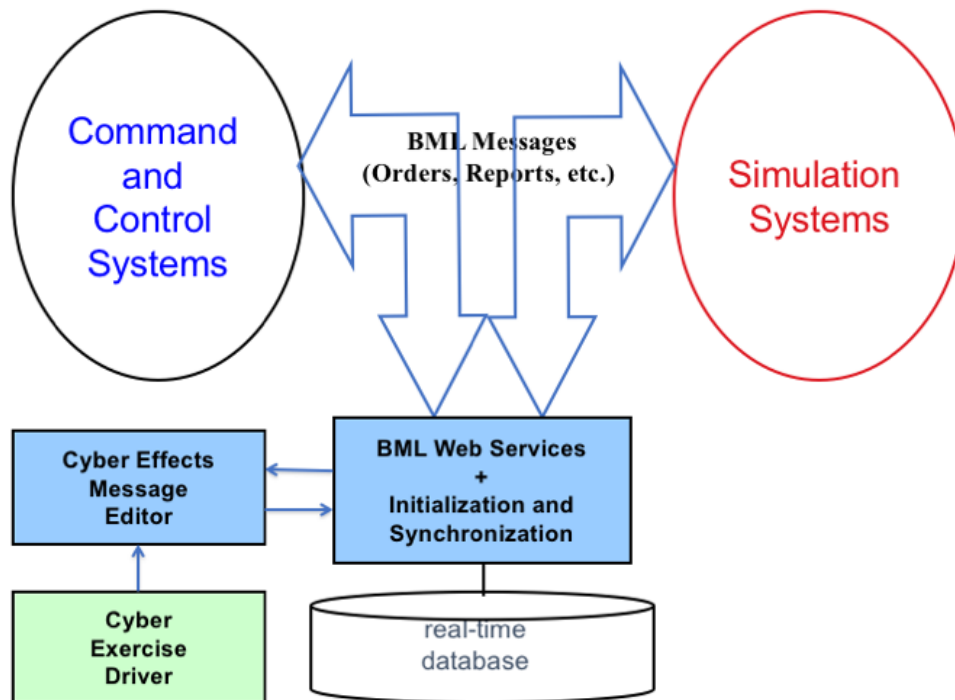 Command
and
Control
Systems
BML Messages
(Orders, Reports, etc.)
Simulation
Systems
Cyber Effects
Message
Editor
BML Web Services
+
Initialization and
Synchronization
Cyber
Exercise
Driver
real-time
database